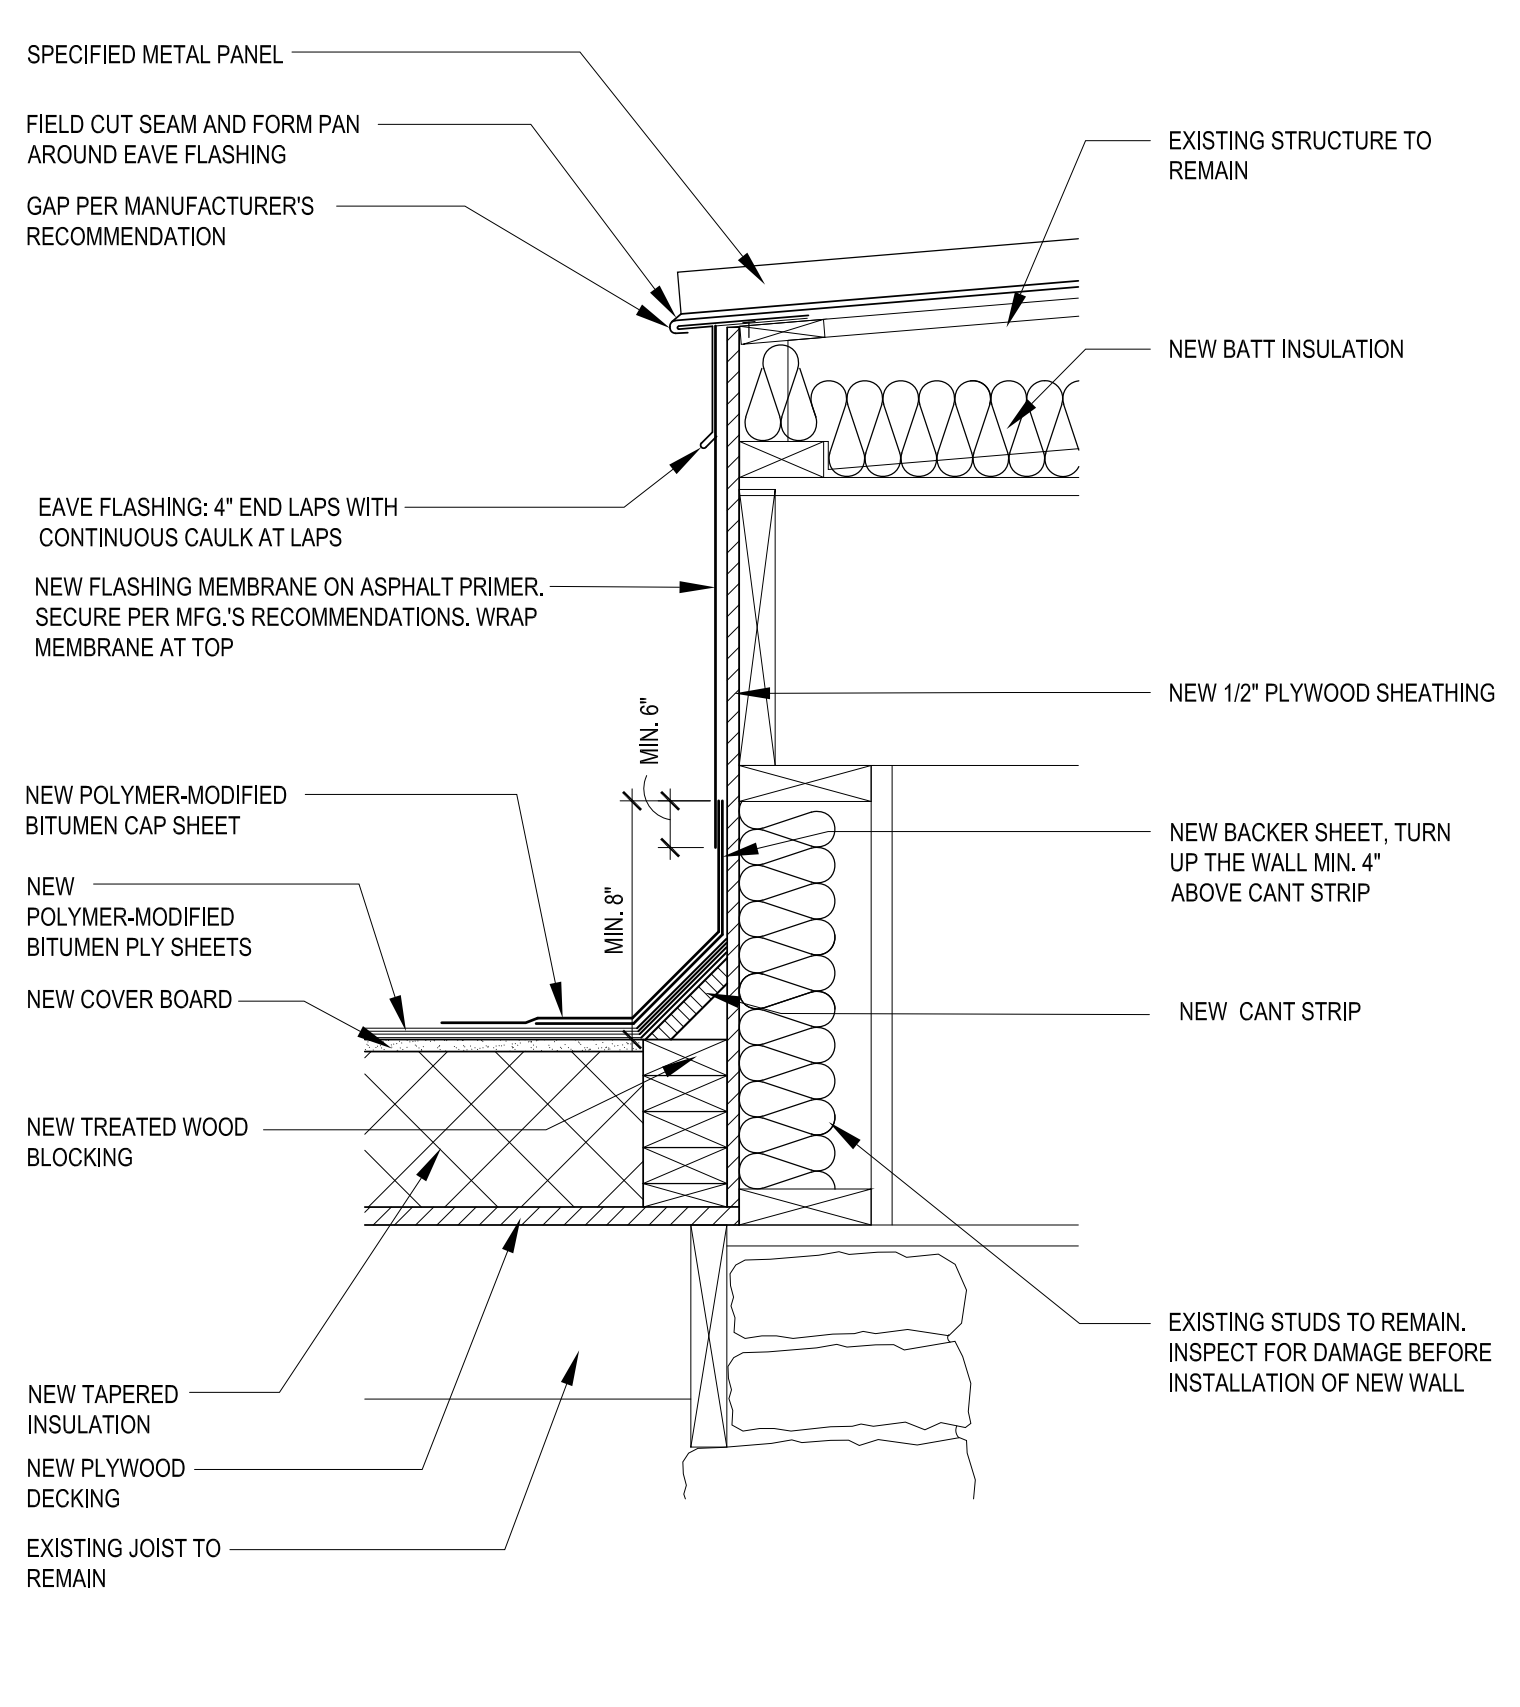 SPECIFIED METAL PANEL
FIELD CUT SEAM AND FORM PAN
AROUND EAVE FLASHING
GAP PER MANUFACTURER'S
RECOMMENDATION
EAVE FLASHING: 4" END LAPS WITH
CONTINUOUS CAULK AT LAPS
NEW FLASHING MEMBRANE ON ASPHALT PRIMER.
SECURE PER MFG.'S RECOMMENDATIONS. WRAP
MEMBRANE AT TOP
NEW POLYMER-MODIFIED
BITUMEN CAP SHEET
NEW
POLYMER-MODIFIED
BITUMEN PLY SHEETS
NEW COVER BOARD
NEW TREATED WOOD
BLOCKING
NEW TAPERED
INSULATION
NEW PLYWOOD
DECKING
EXISTING JOIST TO
REMAIN
MIN. 6"
MIN. 8"
EXISTING STRUCTURE TO
REMAIN
NEW BATT INSULATION
NEW 1/2" PLYWOOD SHEATHING
NEW BACKER SHEET, TURN
UP THE WALL MIN. 4"
ABOVE CANT STRIP
NEW CANT STRIP
EXISTING STUDS TO REMAIN.
INSPECT FOR DAMAGE BEFORE
INSTALLATION OF NEW WALL